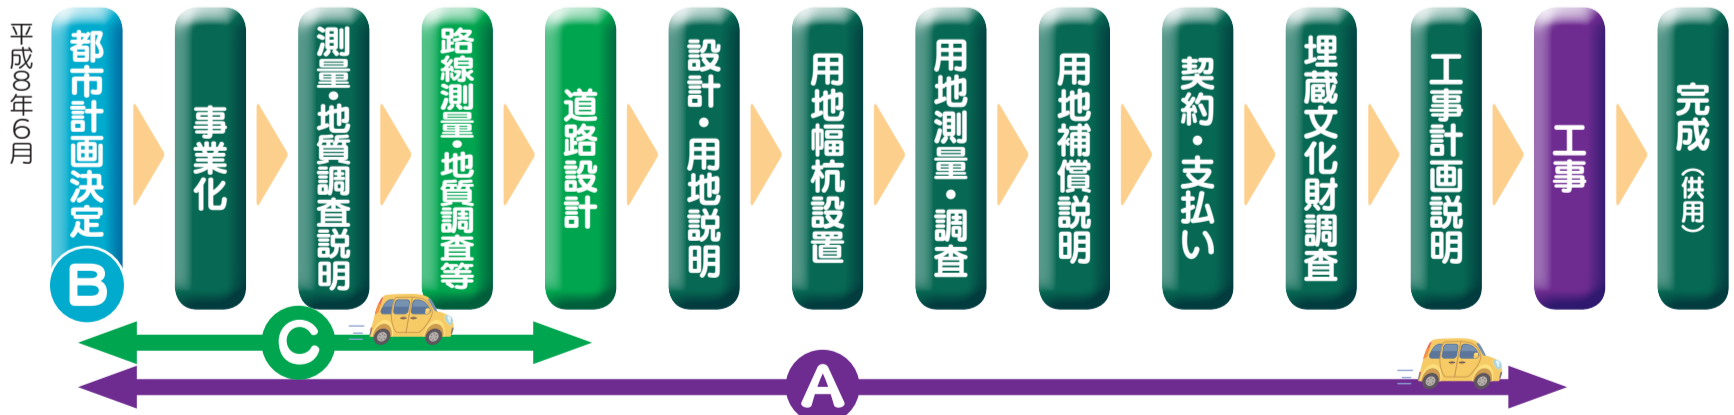 平成8年6月
都市計画決定
B
事業化
測量・地質調査説明
路線測量・地質調査等
道路設計
設計・用地説明
用地幅杭設置
用地測量・調査
用地補償説明
契約・支払い
埋蔵文化財調査
工事計画説明
工事
完成（供用）
C
A